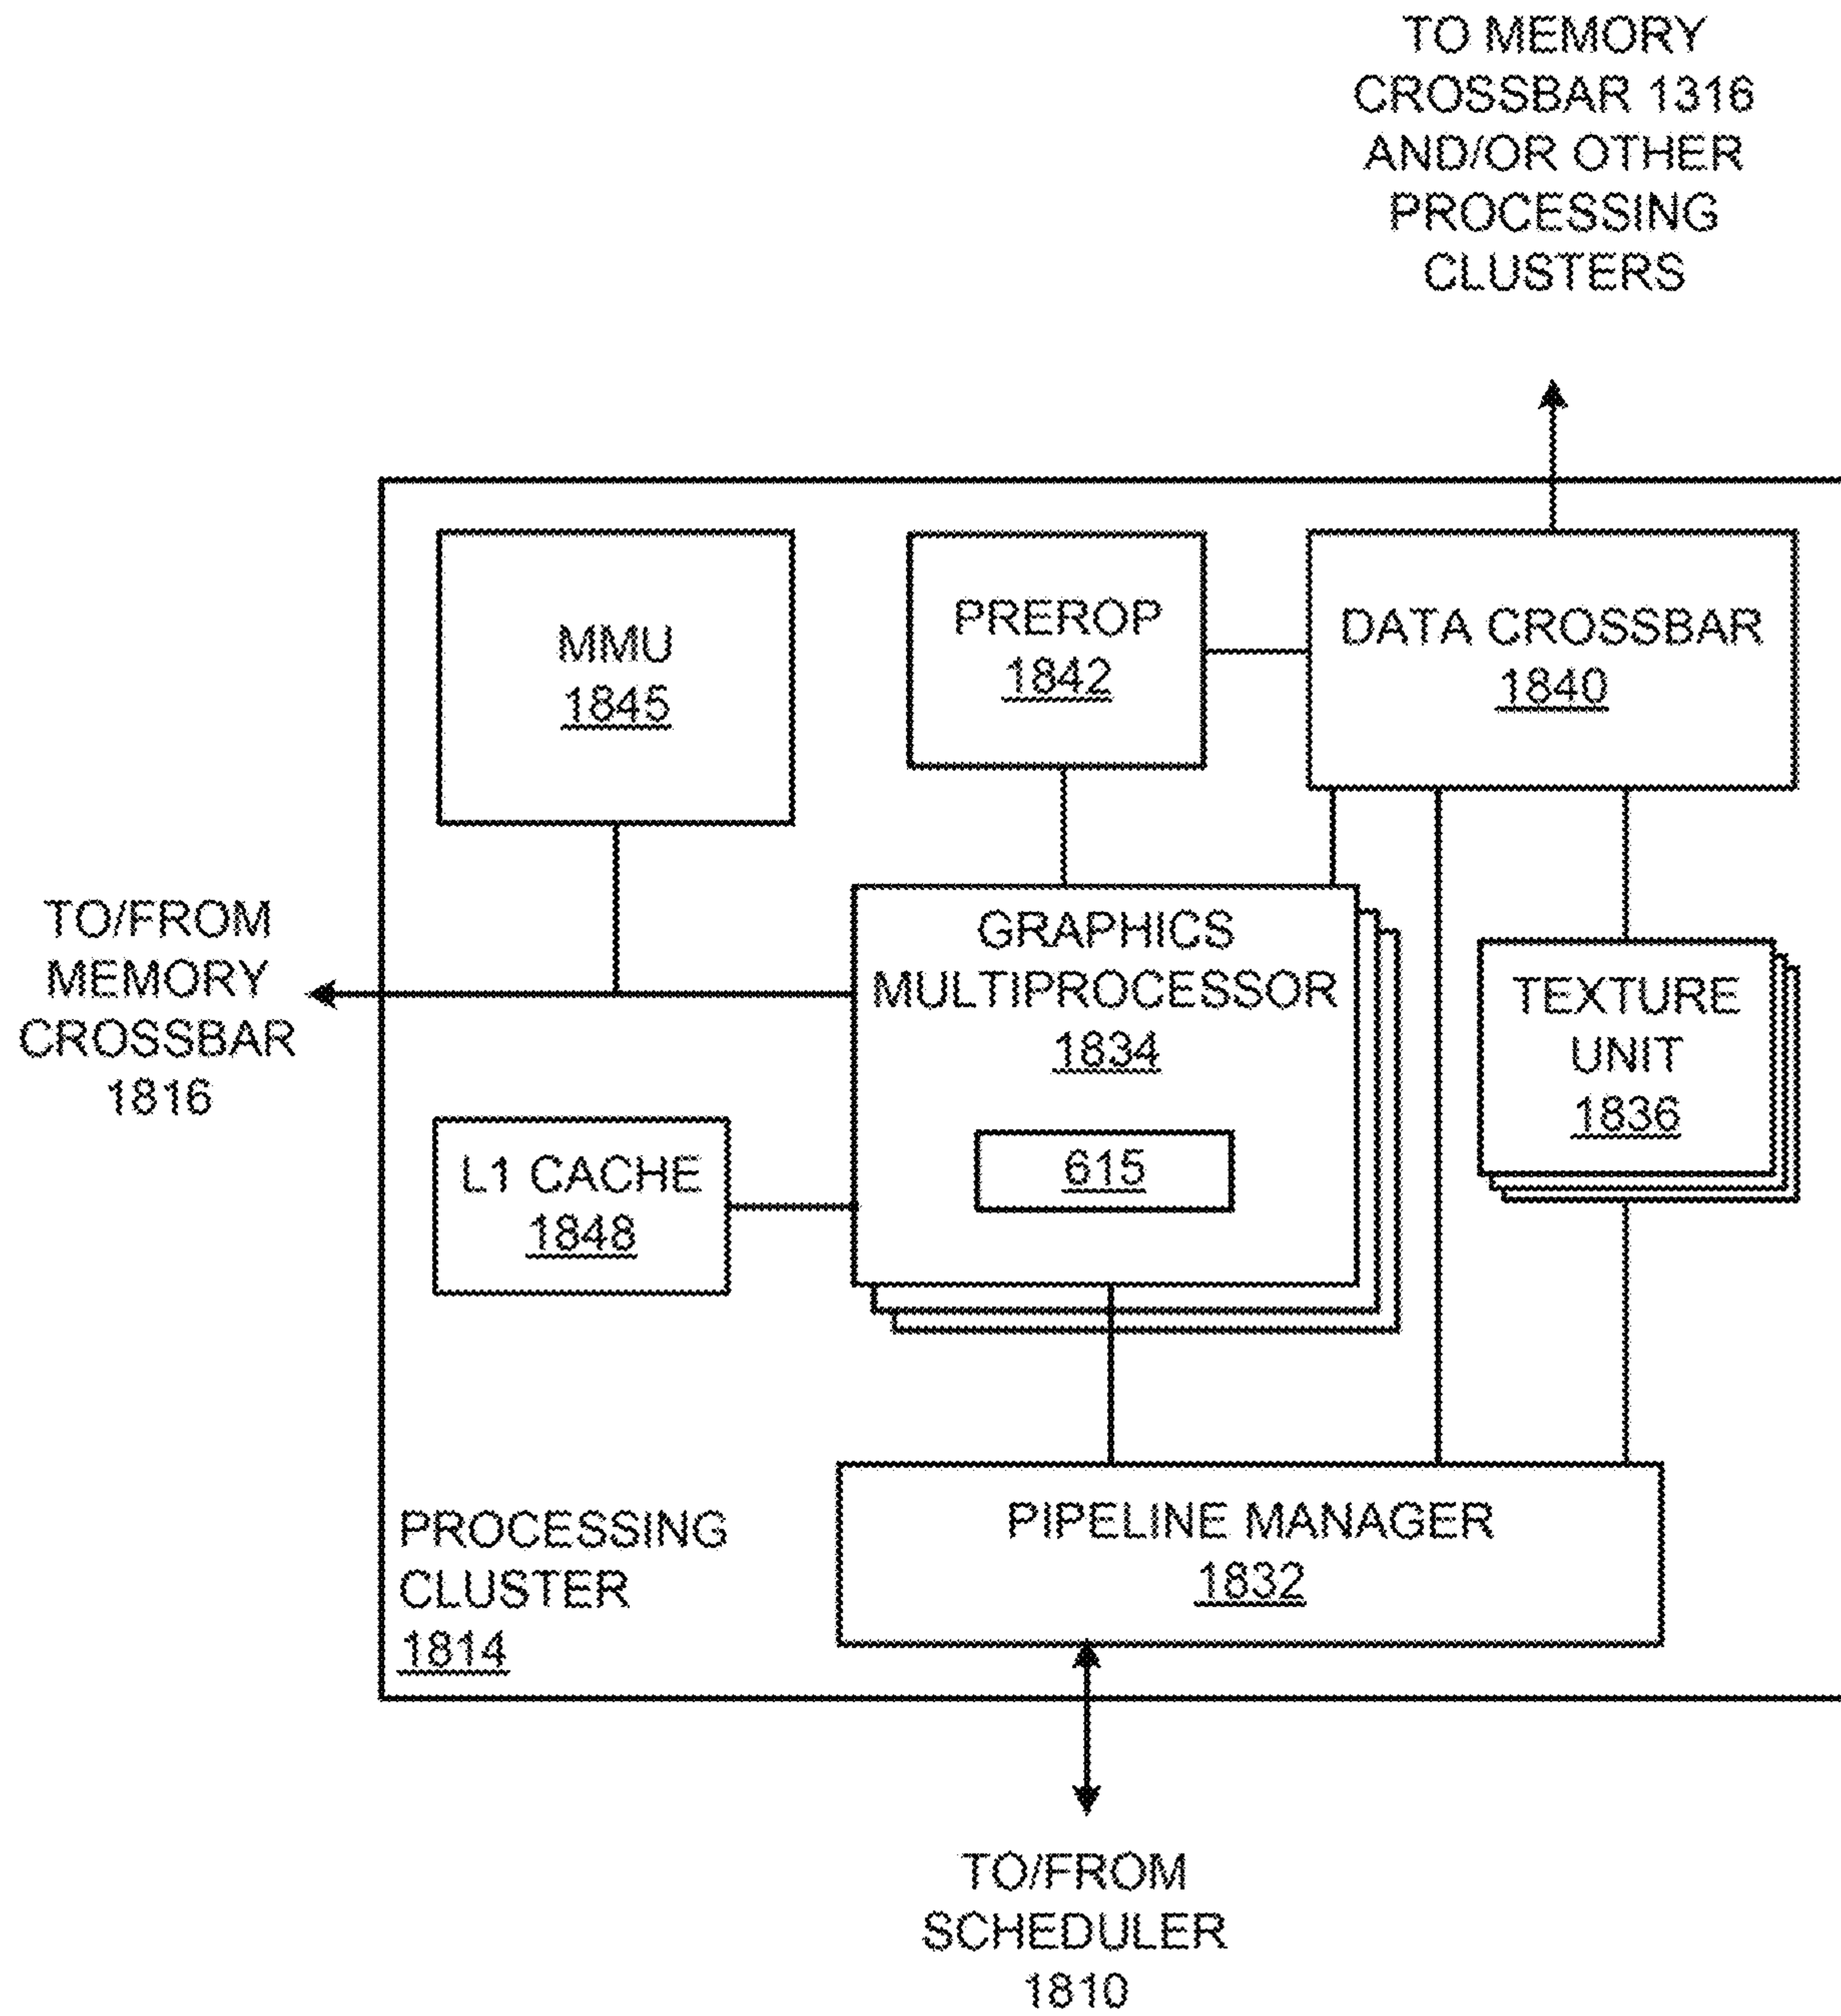 TO MEMORY
CROSSBAR 1316
AND/OR OTHER
PROCESSING
CLUSTERS
MMU
1845
PREROP
1842
DATA CROSSBAR
1840
TO/FROM
MEMORY
CROSSBAR
1816
GRAPHICS
MULTIPROCESSOR
1834
615
TEXTURE
UNIT
1836
L1 CACHE
1848
PIPELINE MANAGER
1832
PROCESSING
CLUSTER
1814
TO/FROM
SCHEDULER
1810